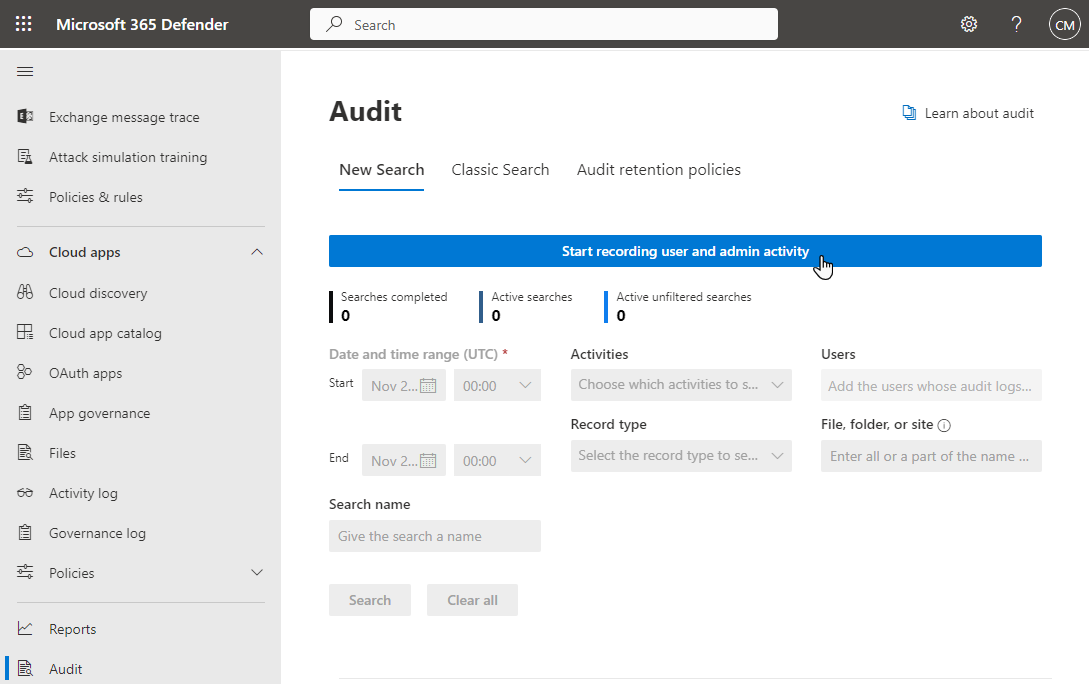 Microsoft 365 Defender
Search
?
CM
Exchange message trace
Attack simulation training
Policies & rules
Cloud apps
Cloud discovery
Cloud app catalog
OAuth apps
App governance
Files
Activity log
Governance log
Policies
Reports
Audit
Audit
Learn about audit
New Search
Classic Search
Audit retention policies
Start recording user and admin activity
Searches completed
0
Active searches
0
Active unfiltered searches
0
Date and time range (UTC) *
Start
Nov 2...
00:00
End
Nov 2...
00:00
Activities
Choose which activities to s...
Users
Add the users whose audit logs...
Record type
Select the record type to se...
File, folder, or site
Enter all or a part of the name ...
Search name
Give the search a name
Search
Clear all